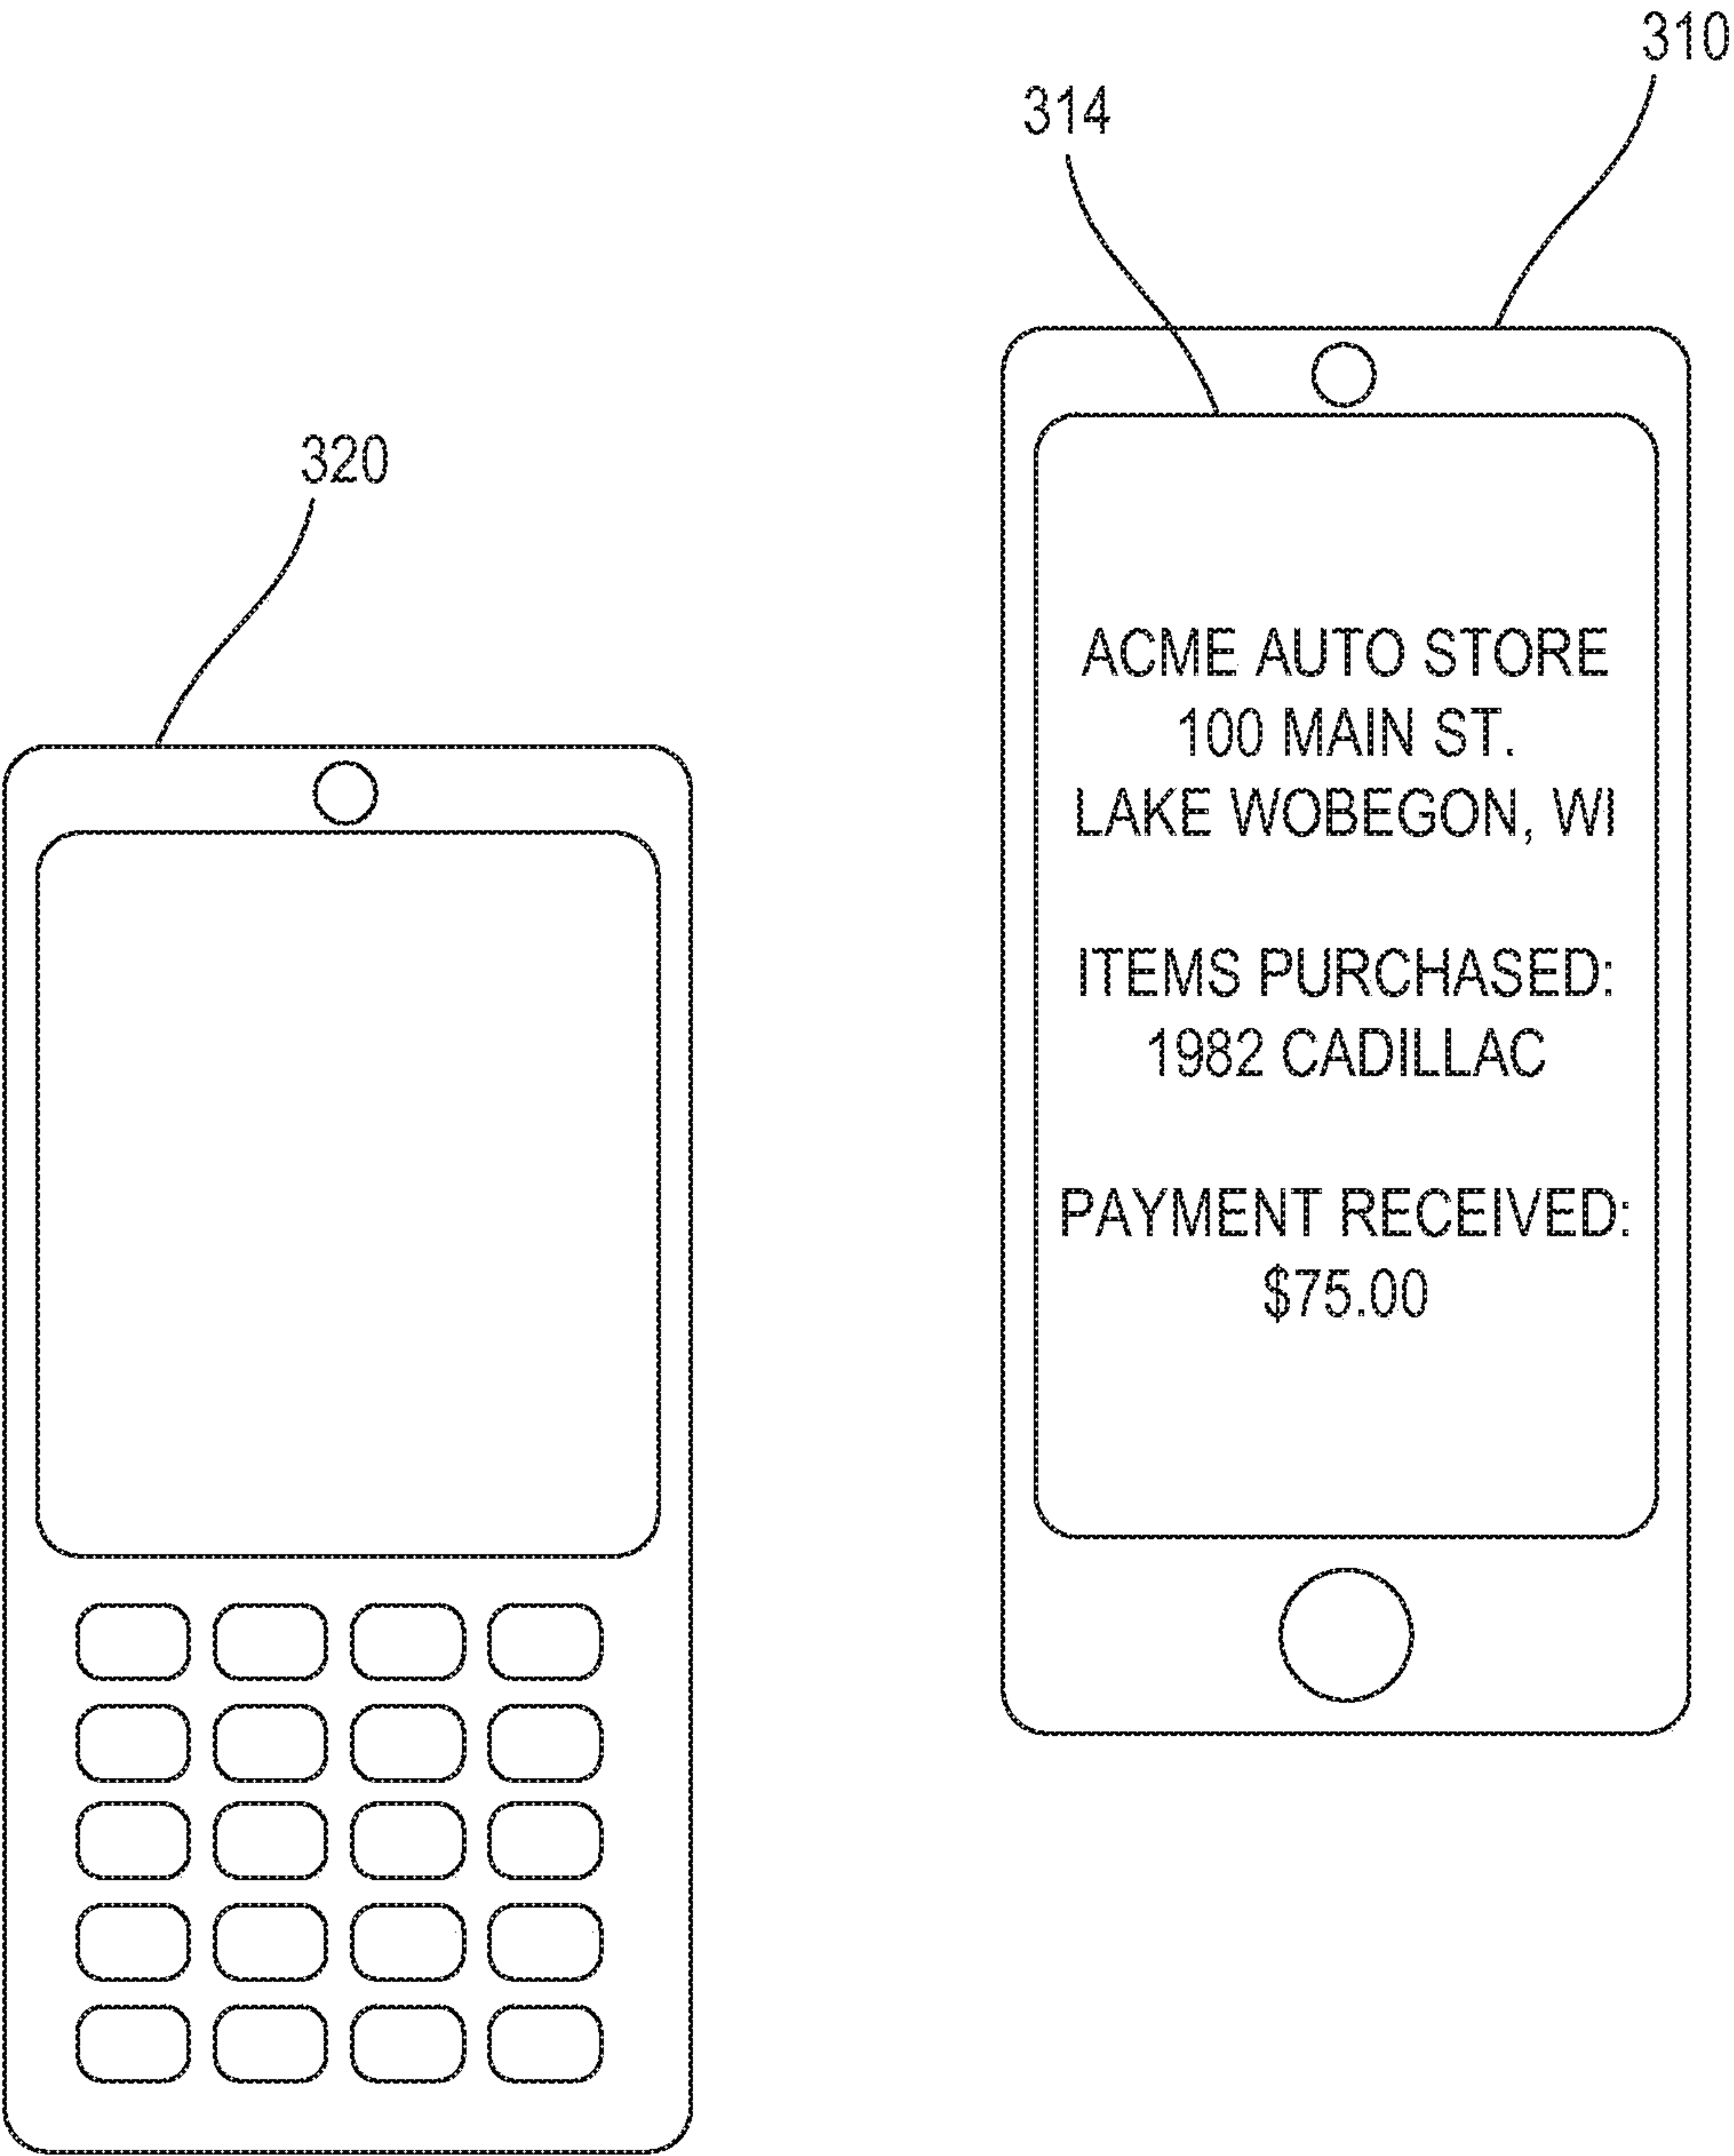 310
314
320
ACME AUTO STORE
100 MAIN ST.
LAKE WOBEGON, WI
ITEMS PURCHASED:
1982 CADILLAC
PAYMENT RECEIVED:
$75.00